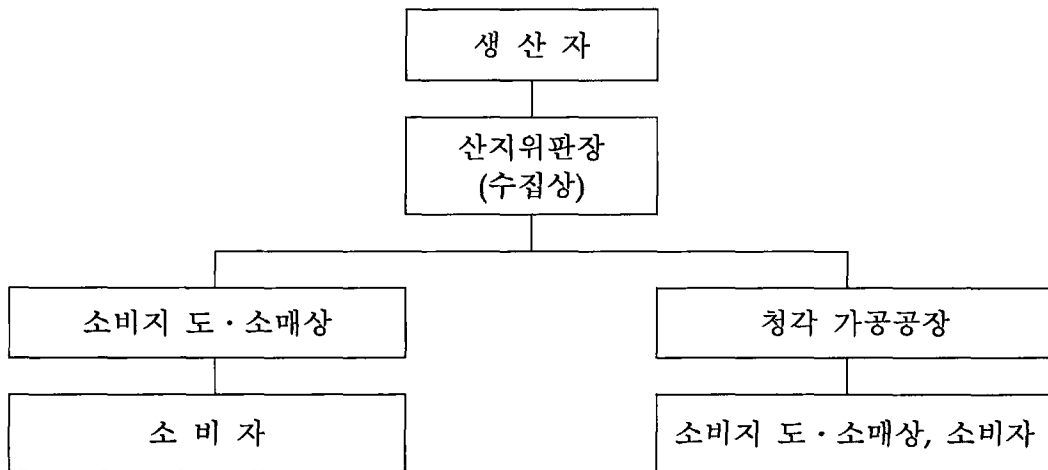 생 산 자
산지위판장
(수집상)
소비지 도·소매상
청각 가공공장
소 비 자
소비지 도·소매상, 소비자